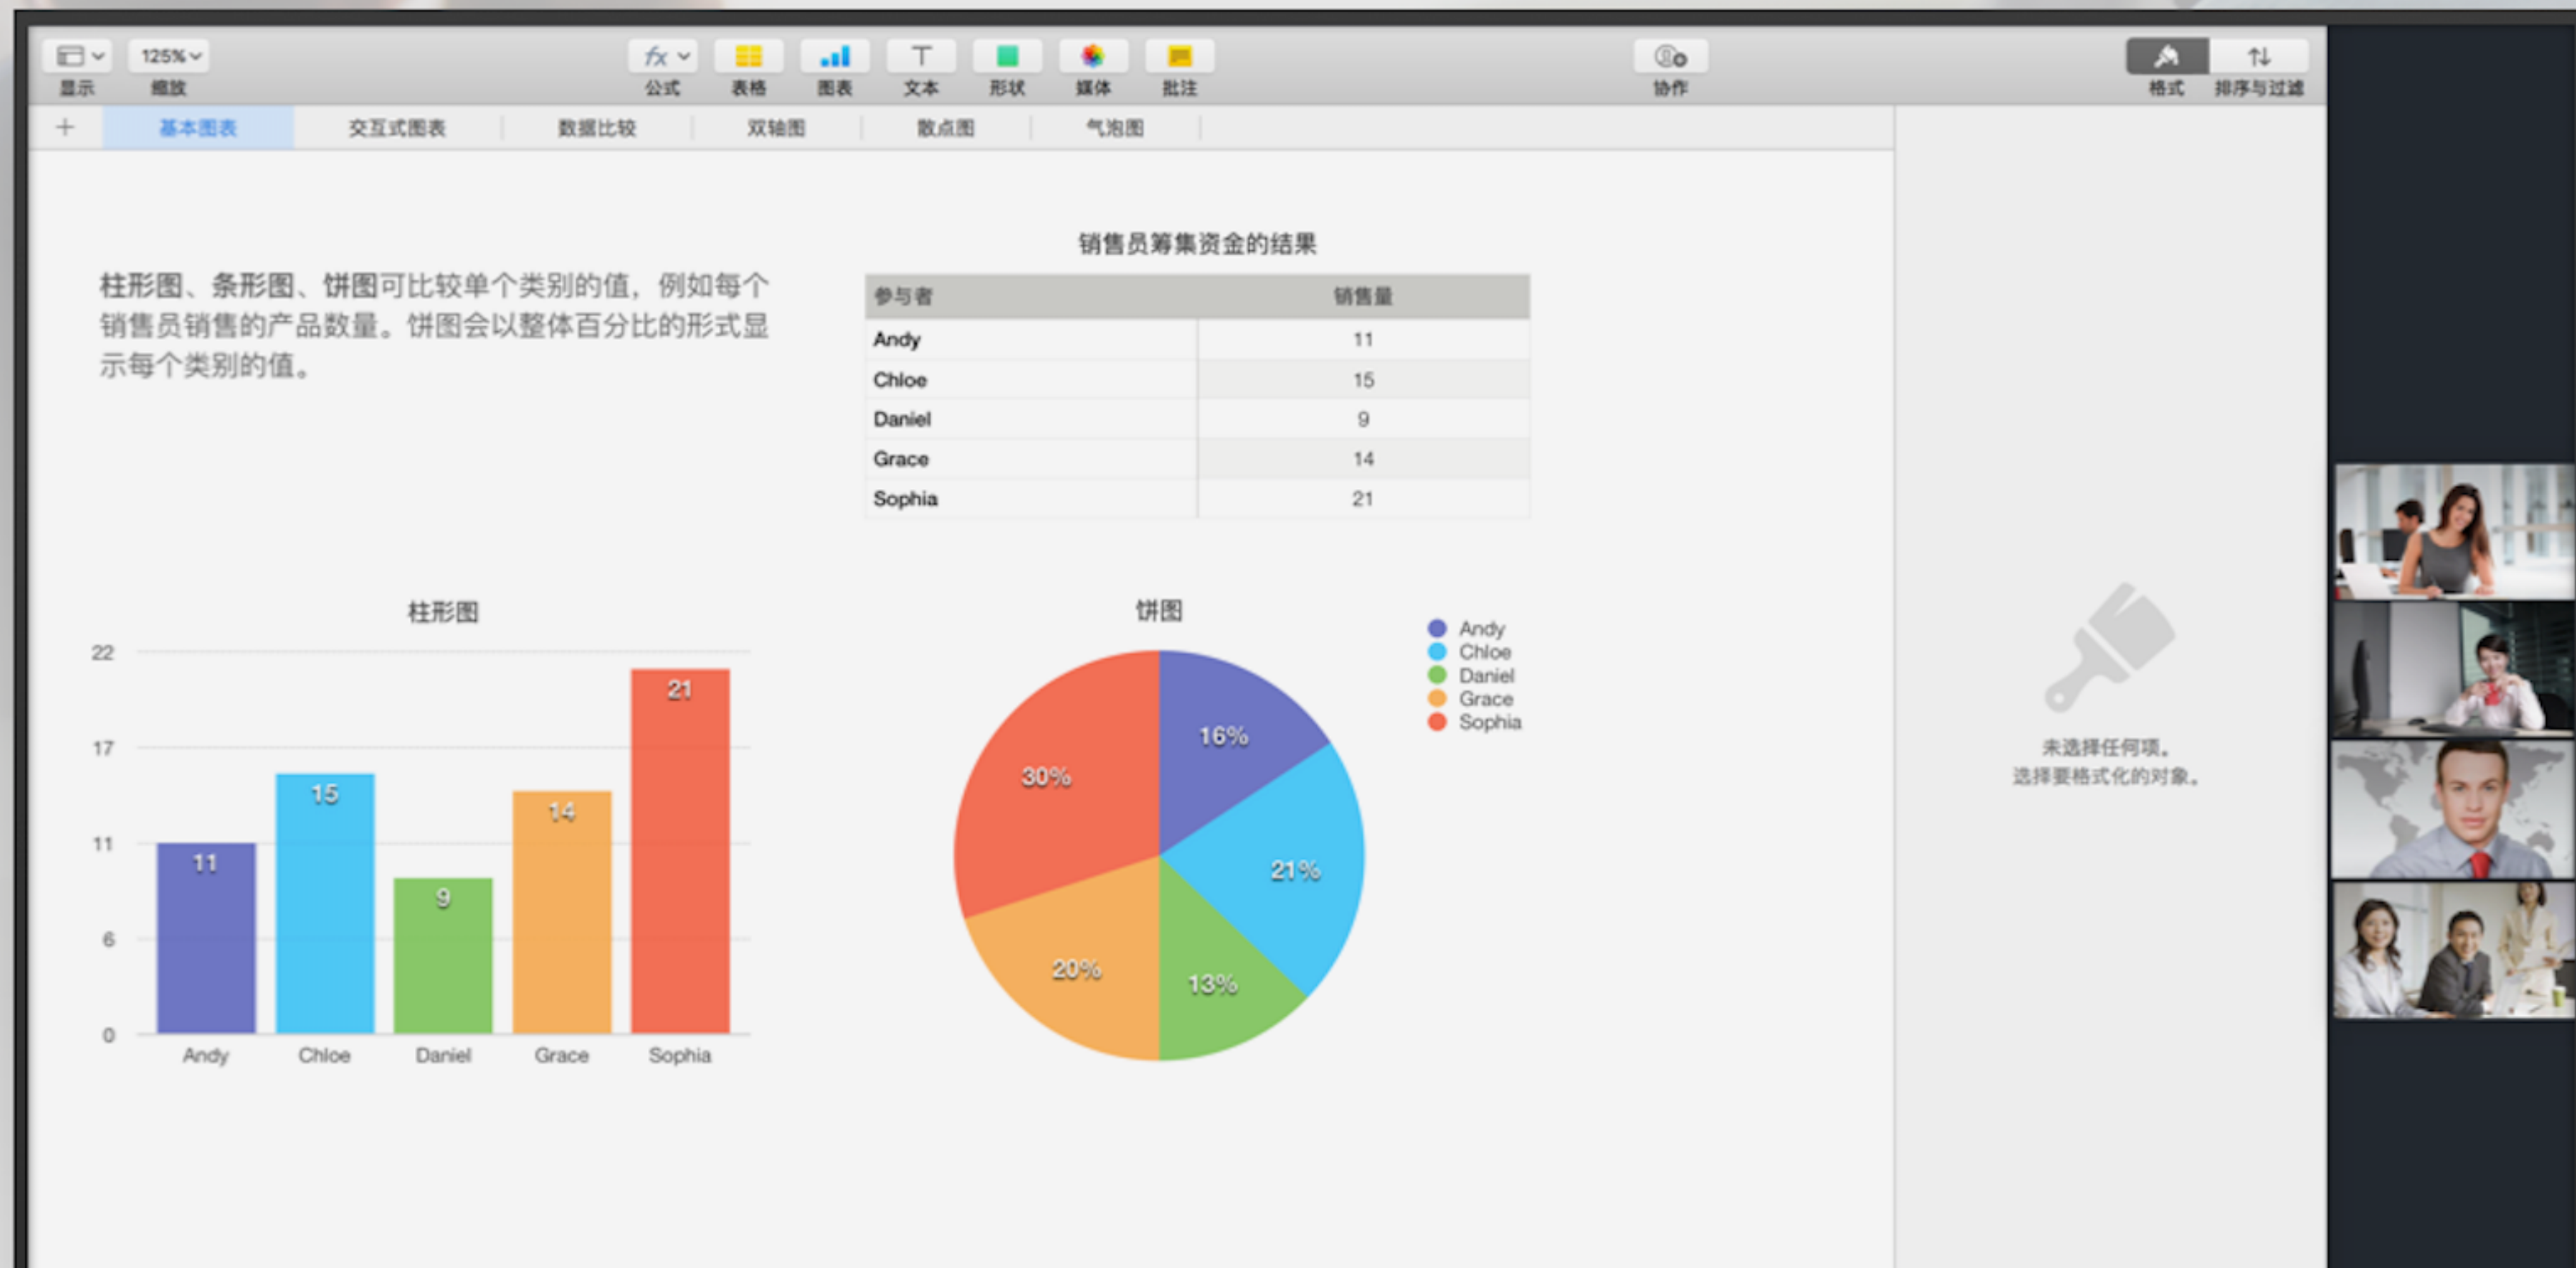 125%
显示
缩放
fx
公式
表格
图表
T
文本
形状
媒体
批注
协作
格式
排序与过滤
基本图表
交互式图表
数据比较
双轴图
散点图
气泡图
柱形图、条形图、饼图可比较单个类别的值，例如每个
销售员销售的产品数量。饼图会以整体百分比的形式显
示每个类别的值。
销售员筹集资金的结果
参与者 销售量
Andy 11
Chloe 15
Daniel 9
Grace 14
Sophia 21
柱形图
22
17
11
6
0
11
15
9
14
21
Andy Chloe Daniel Grace Sophia
饼图
16%
21%
13%
20%
30%
Andy
Chloe
Daniel
Grace
Sophia
未选择任何项。
选择要格式化的对象。